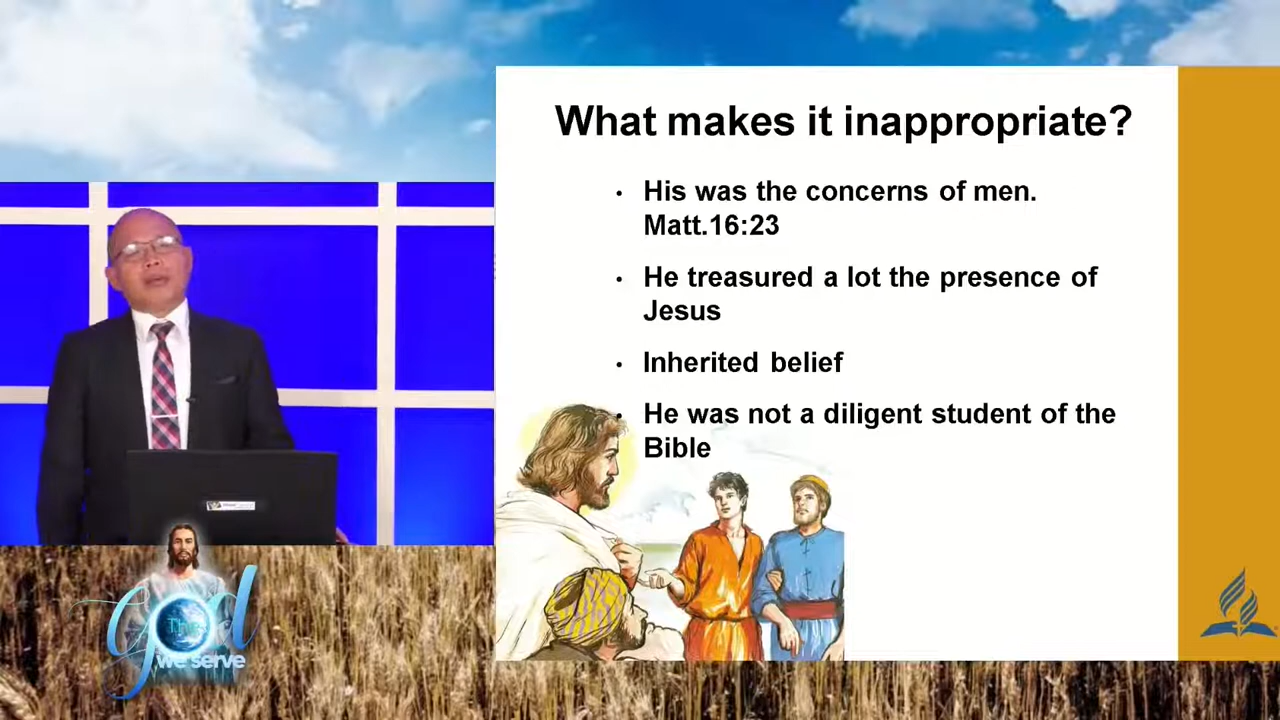 What makes it inappropriate?
• His was the concerns of men.
Matt.16:23
• He treasured a lot the presence of
Jesus
• Inherited belief
• He was not a diligent student of the
Bible
The
God
we serve